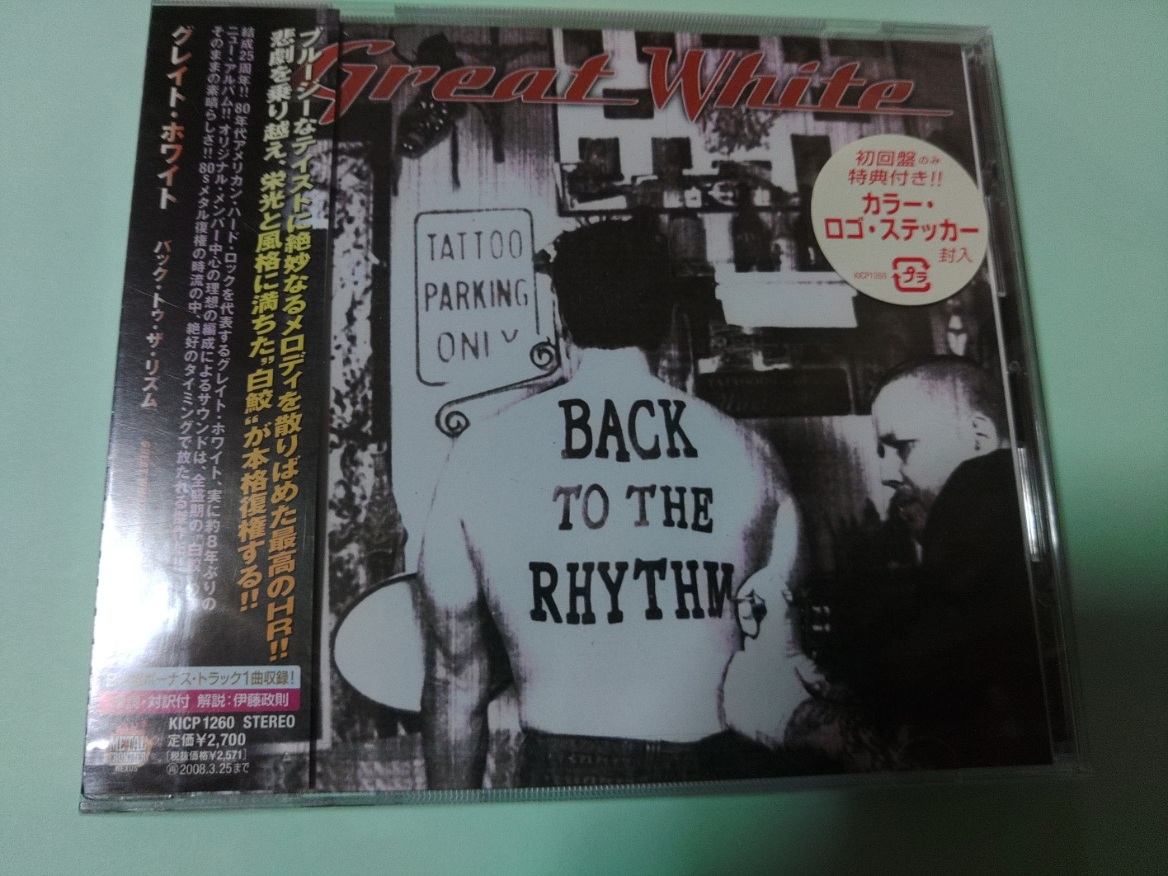 Great White
初回盤のみ
特典付き!!
カラー・
ロゴ・ステッカー
封入
KICP1260
プラ
TATTOO
PARKING
ONLY
BACK
TO THE
RHYTHM
ブルージーなテイストに絶妙なるメロディを散りばめた最高のHR!!
悲劇を乗り越え、栄光と風格に満ちた"白鮫"が本格復権する!!
結成25周年!! 80年代アメリカン・ハード・ロックを代表するグレイト・ホワイト、実に約8年ぶりの
ニュー・アルバム!! オリジナル・メンバー中心の理想の編成によるサウンドは、全盛期の"白鮫"
そのままの素晴らしさ!! 80sメタル復権の時流の中、絶好のタイミングで放たれる
グレイト・ホワイト
バック・トゥ・ザ・リズム
ボーナス・トラック1曲収録!
・対訳付 解説:伊藤政則
KICP 1260 STEREO
定価¥2,700
[税抜価格¥2,571]
再2008.3.25まで
NEXUS